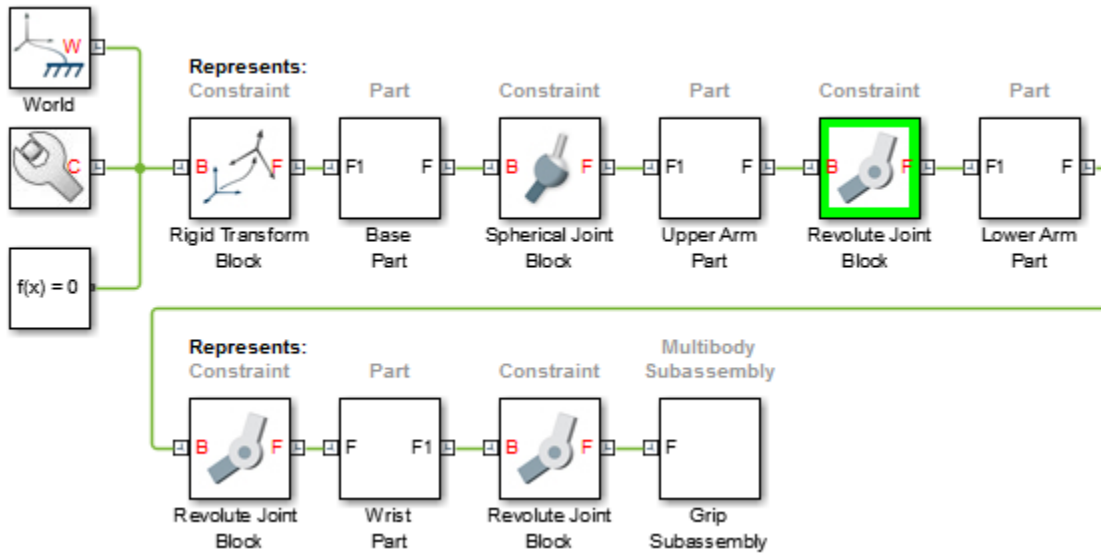 W
World
C
f(x) = 0
Represents:
Constraint Part Constraint Part Constraint Part
B F F1 F B F F1 F B F F1 F
Rigid Transform Base Spherical Joint Upper Arm Revolute Joint Lower Arm
Block Part Block Part Block Part
Represents: Multibody
Constraint Part Constraint Subassembly
B F F F1 B F F
Revolute Joint Wrist Revolute Joint Grip
Block Part Block Subassembly